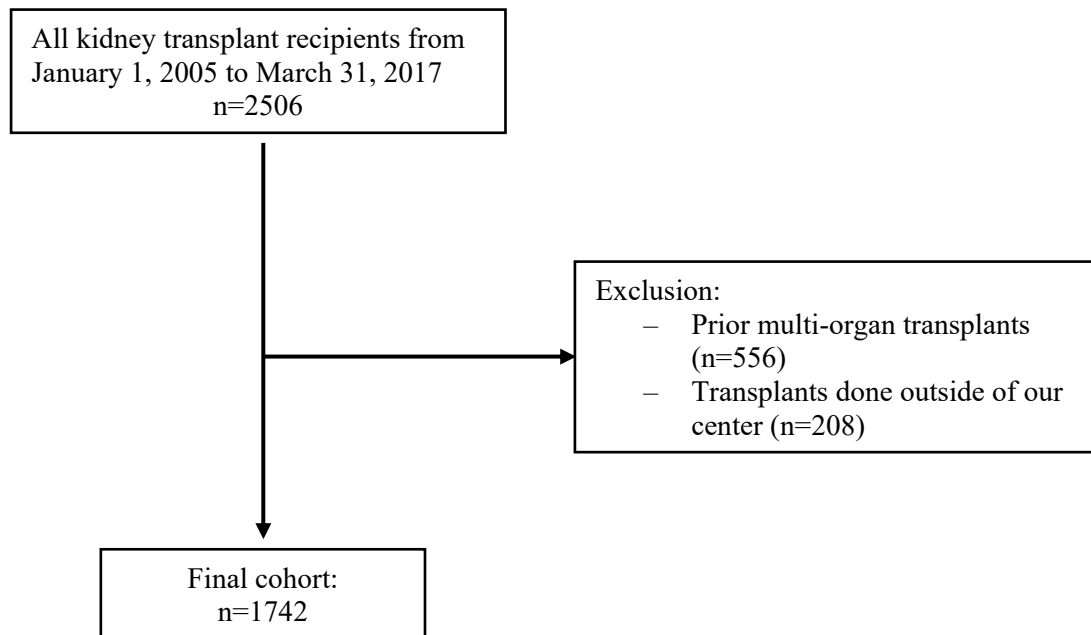 All kidney transplant recipients from
January 1, 2005 to March 31, 2017
n=2506
Exclusion:
– Prior multi-organ transplants
(n=556)
– Transplants done outside of our
center (n=208)
Final cohort:
n=1742